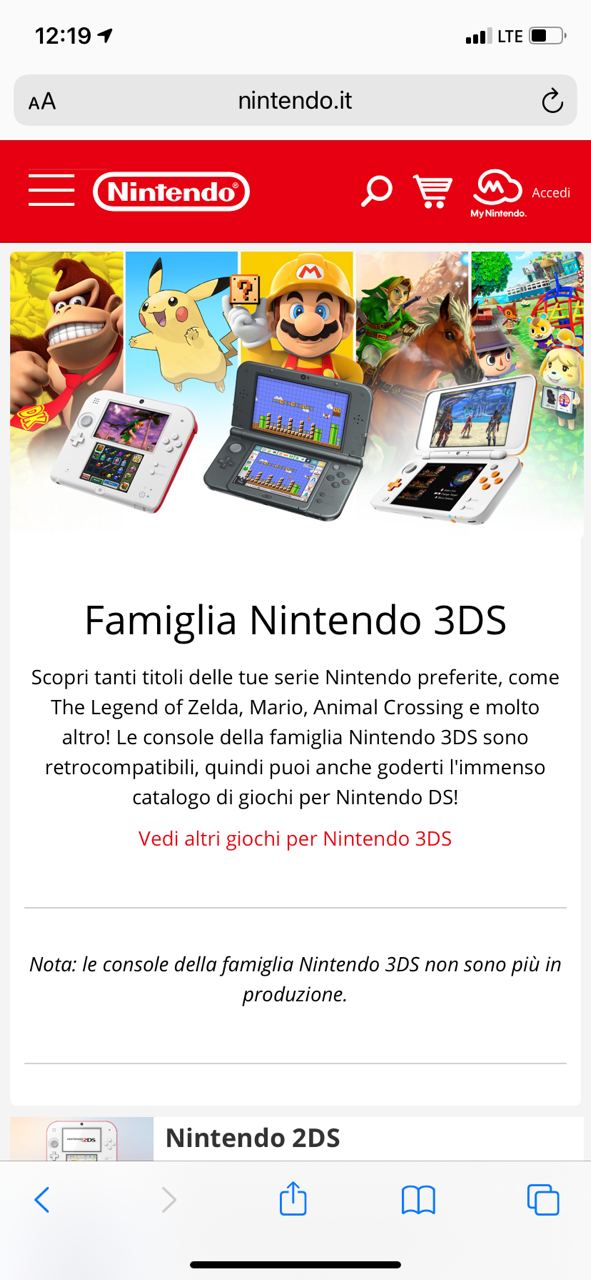 12:19
LTE
AA
nintendo.it
Nintendo®
My Nintendo.
Accedi
M
?
DK
Famiglia Nintendo 3DS
Scopri tanti titoli delle tue serie Nintendo preferite, come
The Legend of Zelda, Mario, Animal Crossing e molto
altro! Le console della famiglia Nintendo 3DS sono
retrocompatibili, quindi puoi anche goderti l'immenso
catalogo di giochi per Nintendo DS!
Vedi altri giochi per Nintendo 3DS
Nota: le console della famiglia Nintendo 3DS non sono più in
produzione.
NINTENDO 2DS
Nintendo 2DS